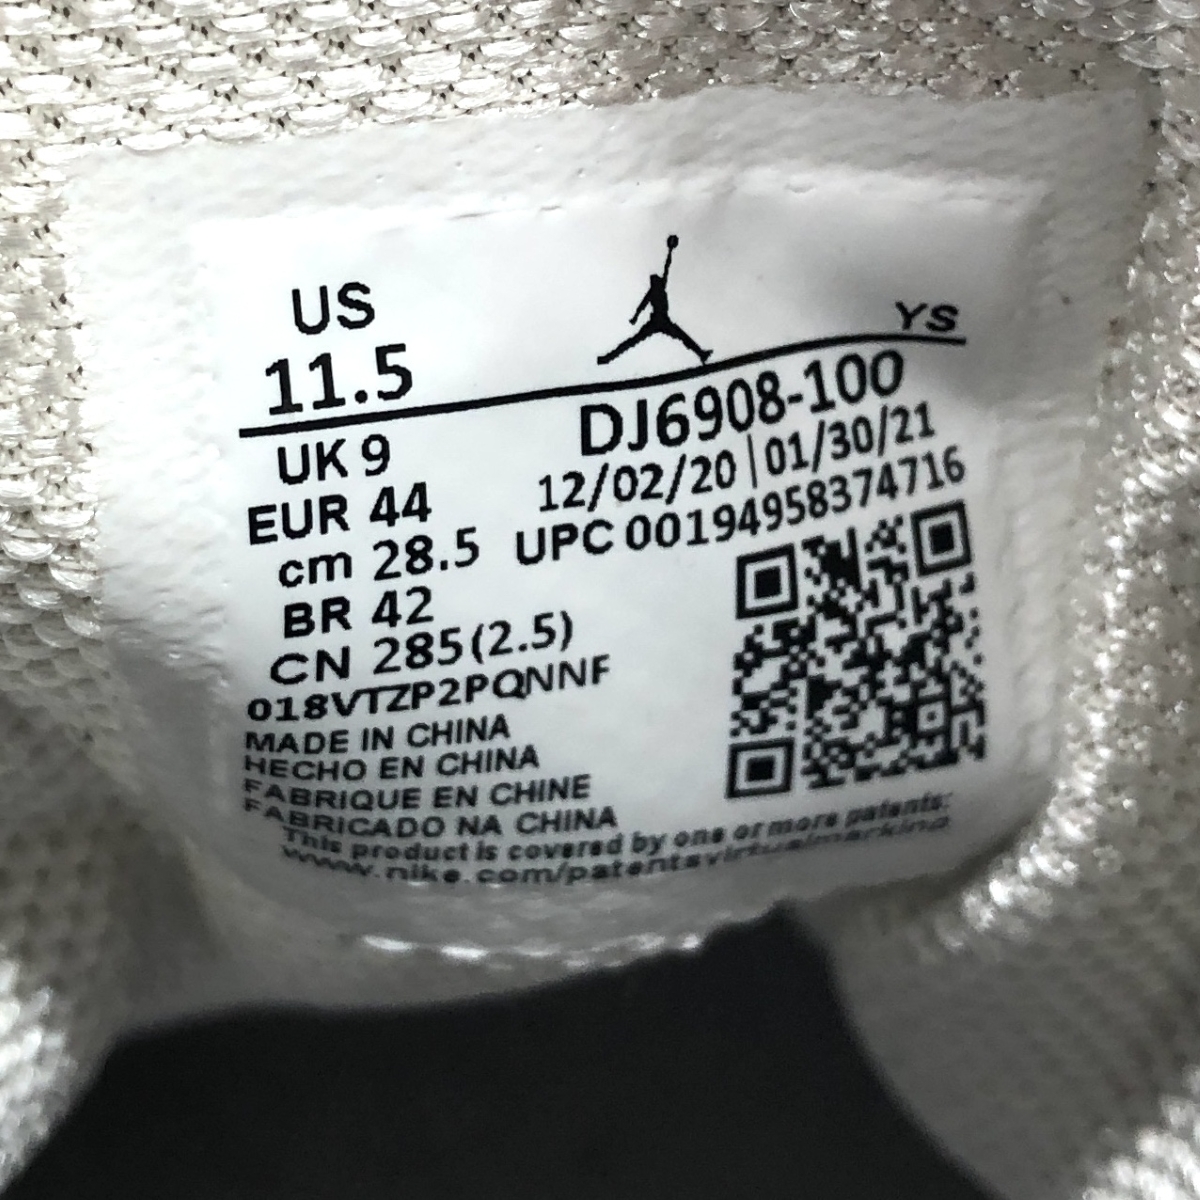 US
11.5
YS
UK 9
EUR 44
cm 28.5
BR 42
CN 285(2.5)
DJ6908-100
12/02/20 | 01/30/21
UPC 00194958374716
018VTZP2PQNNF
MADE IN CHINA
HECHO EN CHINA
FABRIQUE EN CHINE
FABRICADO NA CHINA
This product is covered by one or more patents:
www.nike.com/patentsvirtualmarking